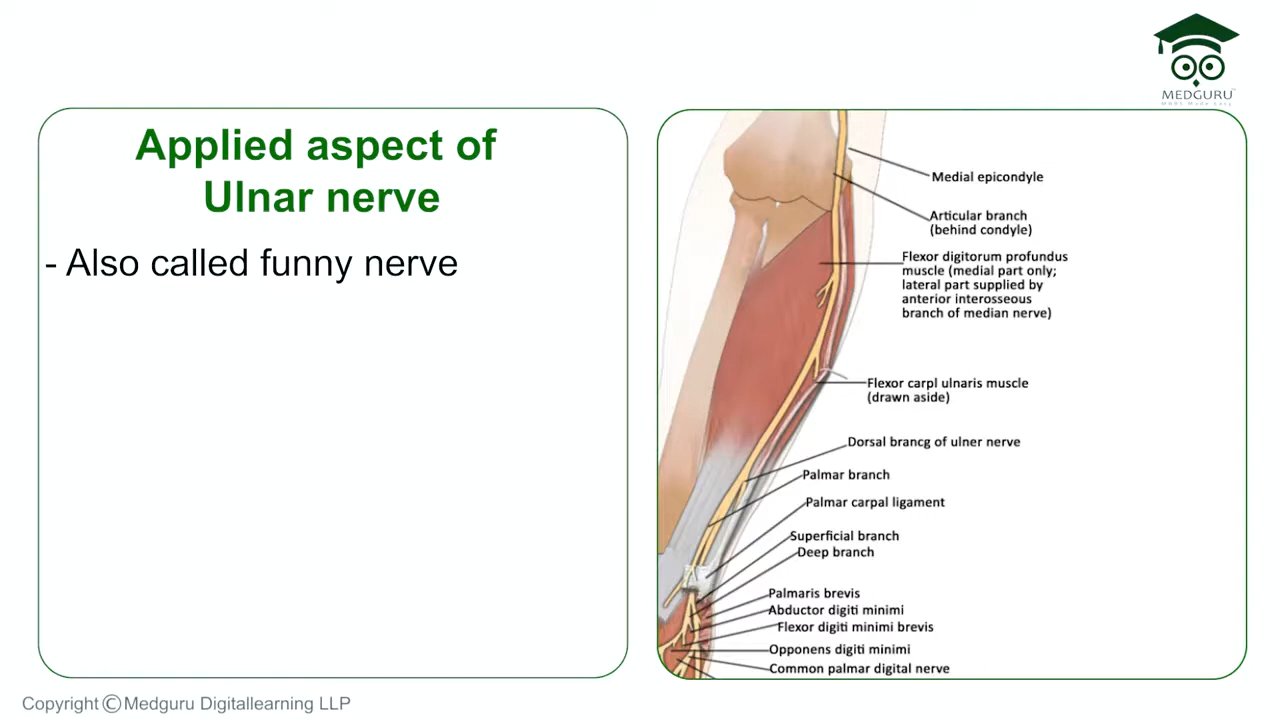 MEDGURU
Applied aspect of
Ulnar nerve
- Also called funny nerve
Medial epicondyle
Articular branch
(behind condyle)
Flexor digitorum profundus
muscle (medial part only;
lateral part supplied by
anterior interosseous
branch of median nerve)
Flexor carpl ulnaris muscle
(drawn aside)
Dorsal brancg of ulner nerve
Palmar branch
Palmar carpal ligament
Superficial branch
Deep branch
Palmaris brevis
Abductor digiti minimi
Flexor digiti minimi brevis
Opponens digiti minimi
Common palmar digital nerve
Copyright © Medguru Digitallearning LLP